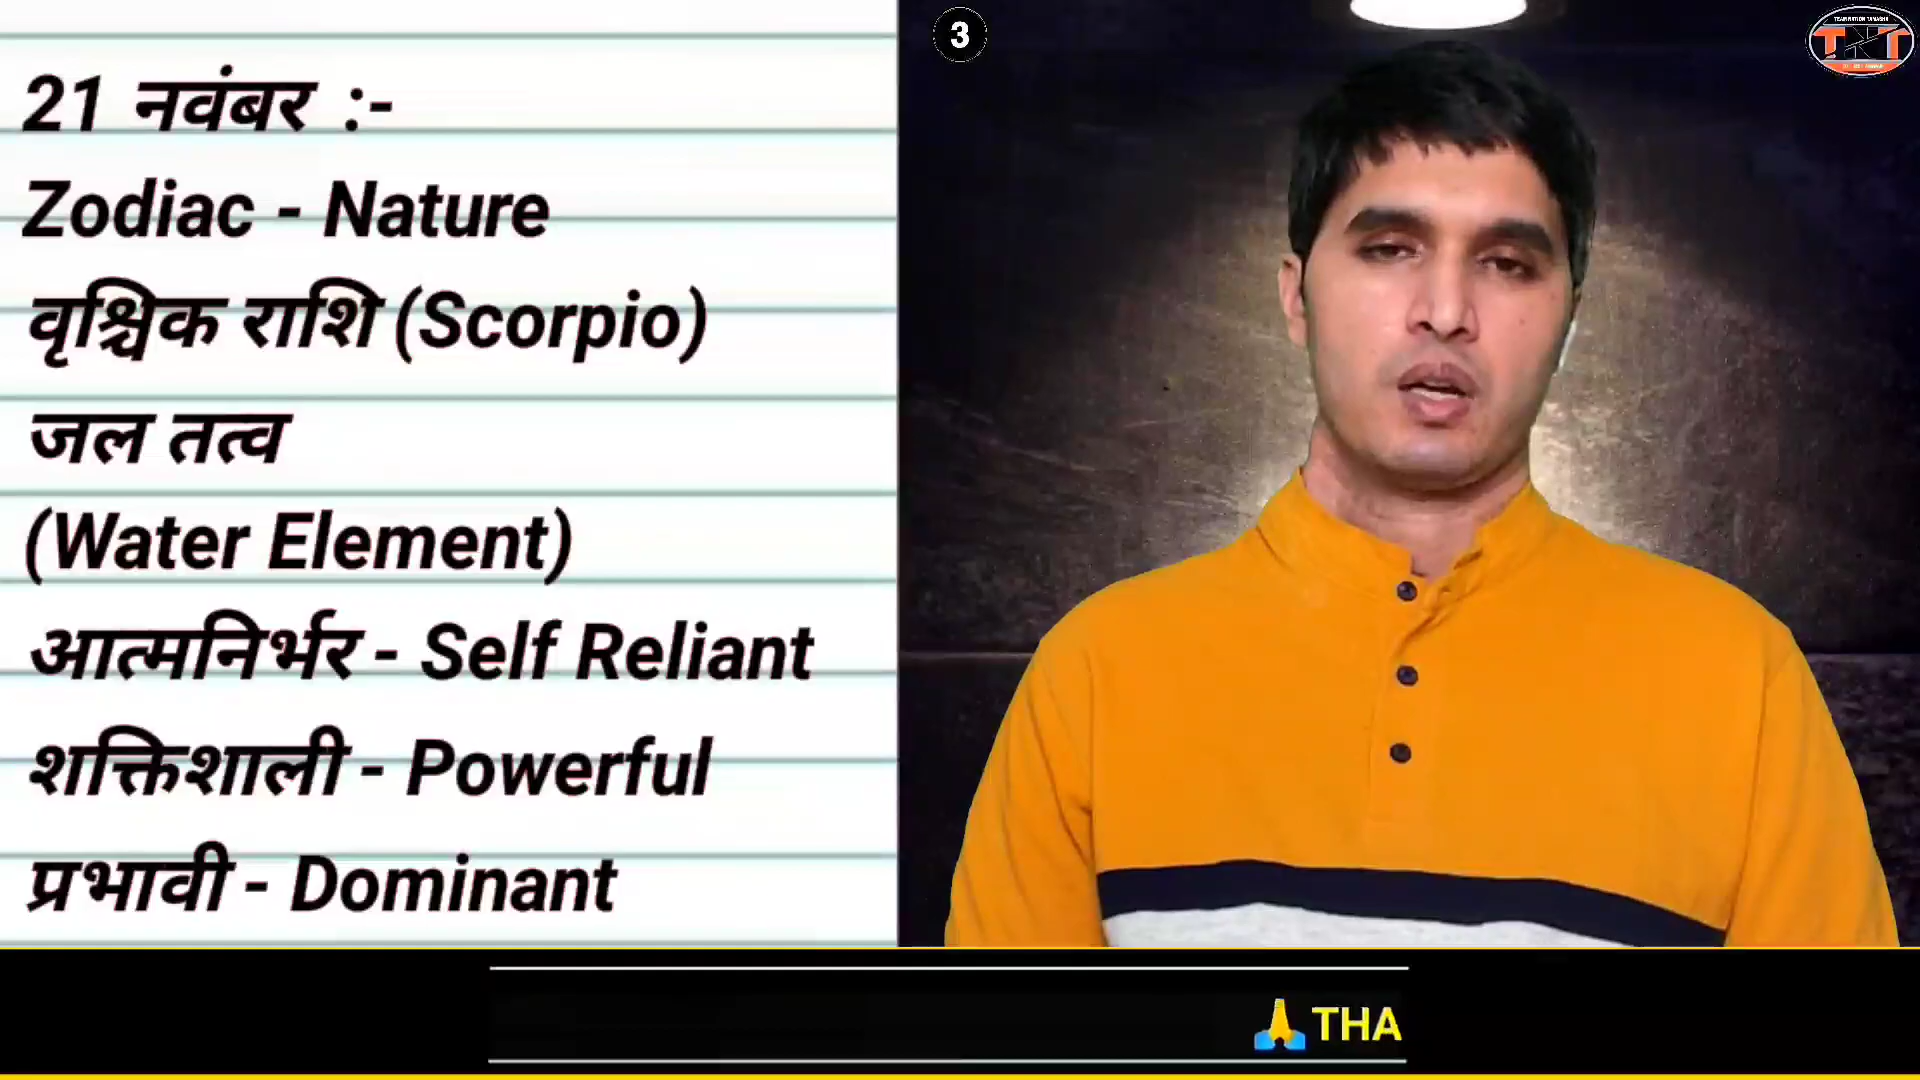 21 नवंबर :-
Zodiac - Nature
वृश्चिक राशि (Scorpio)
जल तत्व
(Water Element)
आत्मनिर्भर - Self Reliant
शक्तिशाली - Powerful
प्रभावी - Dominant
3
TNT
🙏 THA